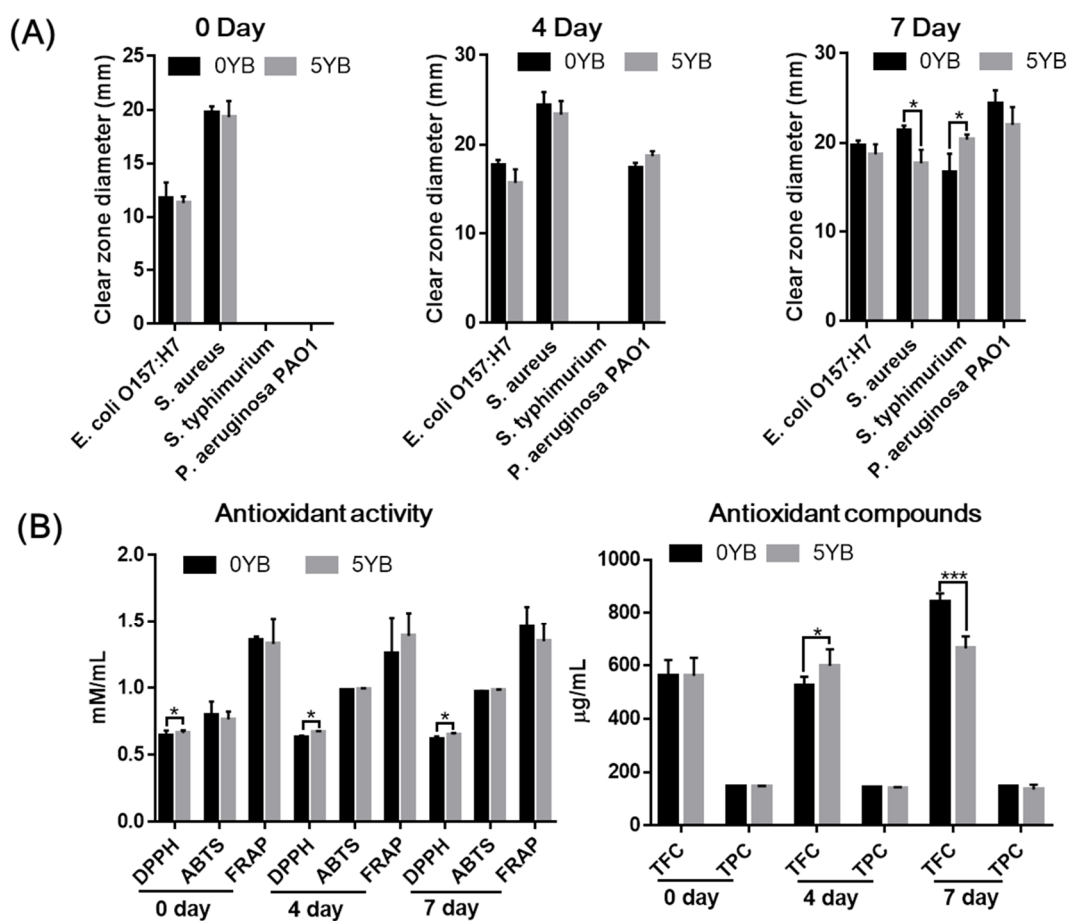 (A)
0 Day
0YB 5YB
Clear zone diameter (mm)
25
20
15
10
5
0
E. coli O157:H7
S. aureus
S. typhimurium
P. aeruginosa PAO1
4 Day
0YB 5YB
Clear zone diameter (mm)
30
20
10
0
E. coli O157:H7
S. aureus
S. typhimurium
P. aeruginosa PAO1
7 Day
0YB 5YB
Clear zone diameter (mm)
30
20
10
0
*
*
E. coli O157:H7
S. aureus
S. typhimurium
P. aeruginosa PAO1
(B)
Antioxidant activity
0YB 5YB
mM/mL
2.0
1.5
1.0
0.5
0.0
*
*
*
DPPH
ABTS
FRAP
DPPH
ABTS
FRAP
DPPH
ABTS
FRAP
0 day
4 day
7 day
Antioxidant compounds
0YB 5YB
µg/mL
1000
800
600
400
200
0
*
***
TFC
TPC
TFC
TPC
TFC
TPC
0 day
4 day
7 day